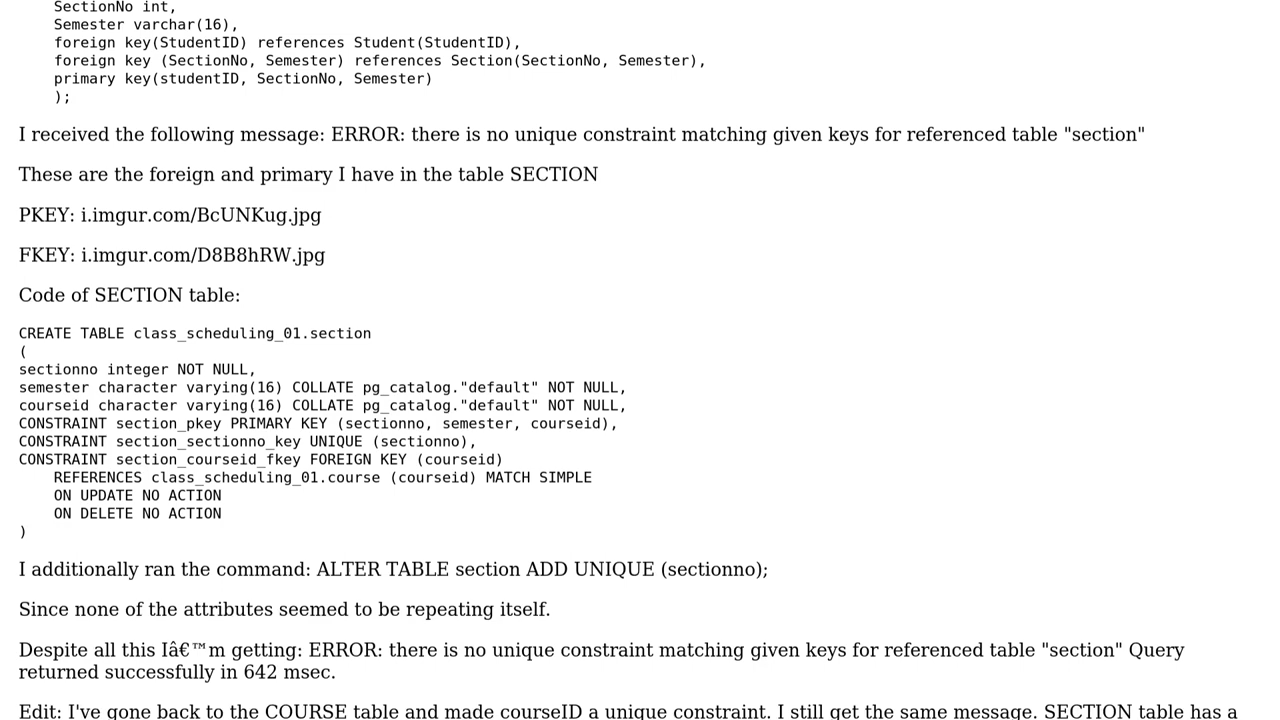 SectionNo int,
Semester varchar(16),
foreign key(StudentID) references Student(StudentID),
foreign key (SectionNo, Semester) references Section(SectionNo, Semester),
primary key(studentID, SectionNo, Semester)
);
I received the following message: ERROR: there is no unique constraint matching given keys for referenced table "section"
These are the foreign and primary I have in the table SECTION
PKEY: i.imgur.com/BcUNKug.jpg
FKEY: i.imgur.com/D8B8hRW.jpg
Code of SECTION table:
CREATE TABLE class_scheduling_01.section
(
sectionno integer NOT NULL,
semester character varying(16) COLLATE pg_catalog."default" NOT NULL,
courseid character varying(16) COLLATE pg_catalog."default" NOT NULL,
CONSTRAINT section_pkey PRIMARY KEY (sectionno, semester, courseid),
CONSTRAINT section_sectionno_key UNIQUE (sectionno),
CONSTRAINT section_courseid_fkey FOREIGN KEY (courseid)
REFERENCES class_scheduling_01.course (courseid) MATCH SIMPLE
ON UPDATE NO ACTION
ON DELETE NO ACTION
)
I additionally ran the command: ALTER TABLE section ADD UNIQUE (sectionno);
Since none of the attributes seemed to be repeating itself.
Despite all this Iâ€™m getting: ERROR: there is no unique constraint matching given keys for referenced table "section" Query
returned successfully in 642 msec.
Edit: I've gone back to the COURSE table and made courseID a unique constraint. I still get the same message. SECTION table has a